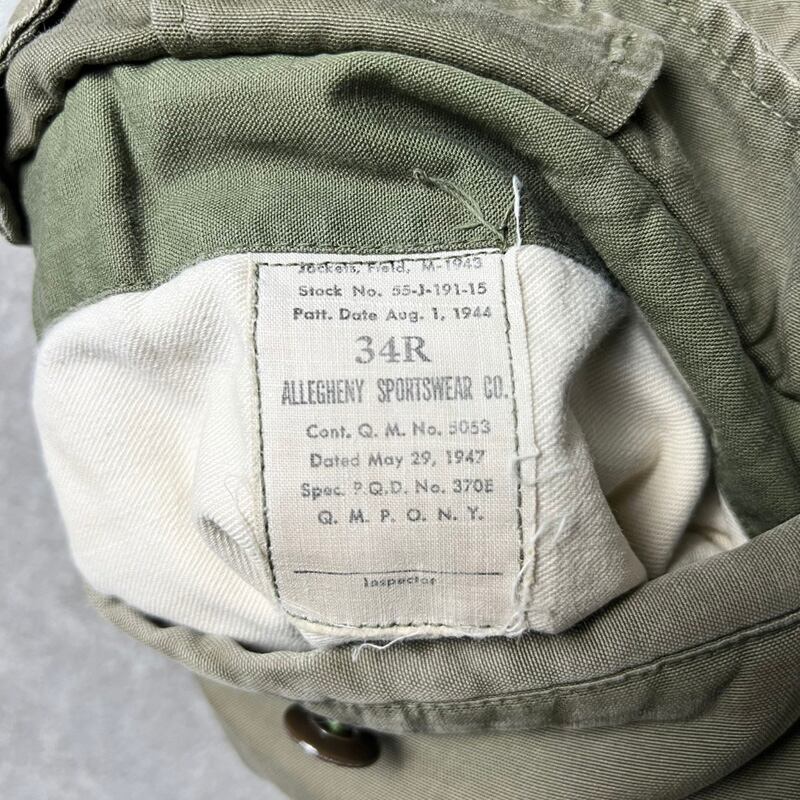 Jackets, Field, M-1943
Stock No. 55-J-191-15
Patt. Date Aug. 1, 1944
34R
ALLEGHENY SPORTSWEAR CO.
Cont. Q. M. No. 5053
Dated May 29, 1947
Spec. P.Q.D. No. 370E
Q. M. P. O. N. Y.
Inspector